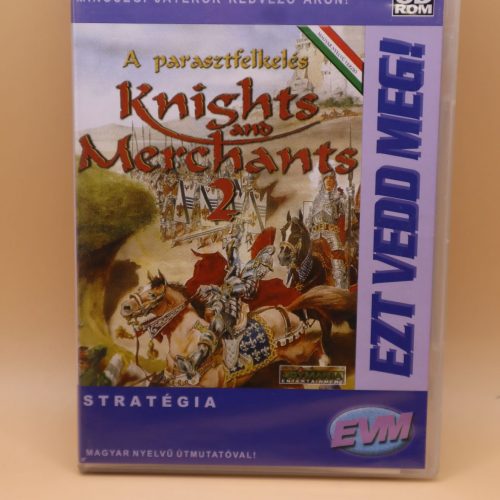 MINŐSÉGI JÁTÉKOK KEDVEZŐ ÁRON!
CD
ROM
A parasztfelkelés
Knights
and
Merchants
2
EZT VEDD MEG!
ENTERTAINMENT
STRATÉGIA
EVM
MAGYAR NYELVŰ ÚTMUTATÓVAL!